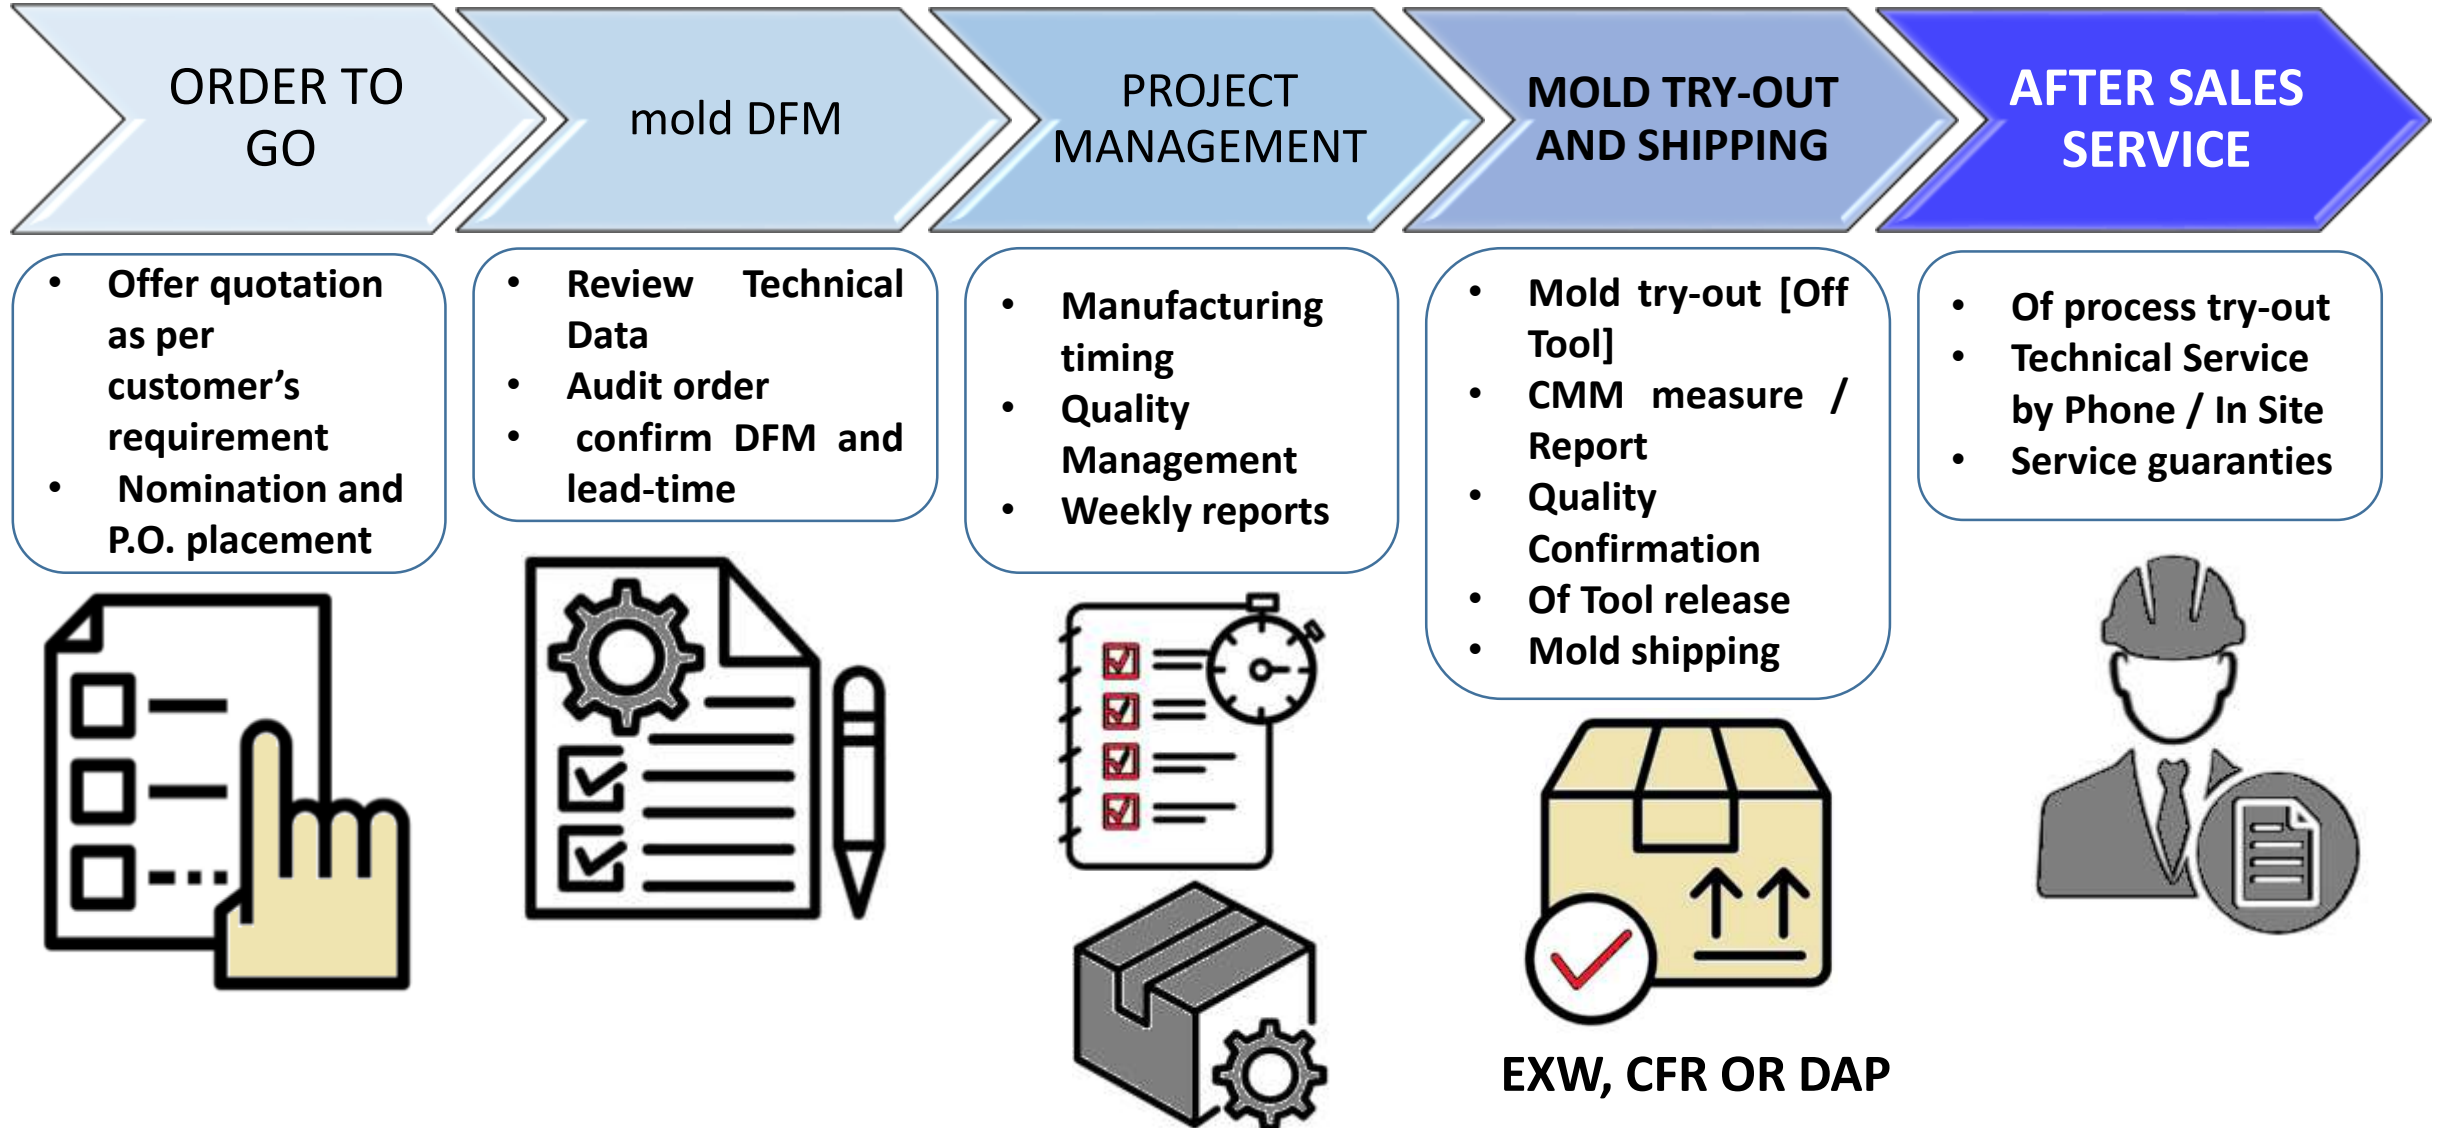 ORDER TO
GO
mold DFM
PROJECT
MANAGEMENT
MOLD TRY-OUT
AND SHIPPING
AFTER SALES
SERVICE
• Offer quotation
as per
customer’s
requirement
• Nomination and
P.O. placement
• Review Technical
Data
• Audit order
• confirm DFM and
lead-time
• Manufacturing
timing
• Quality
Management
• Weekly reports
• Mold try-out [Off
Tool]
• CMM measure /
Report
• Quality
Confirmation
• Of Tool release
• Mold shipping
• Of process try-out
• Technical Service
by Phone / In Site
• Service guaranties
EXW, CFR OR DAP